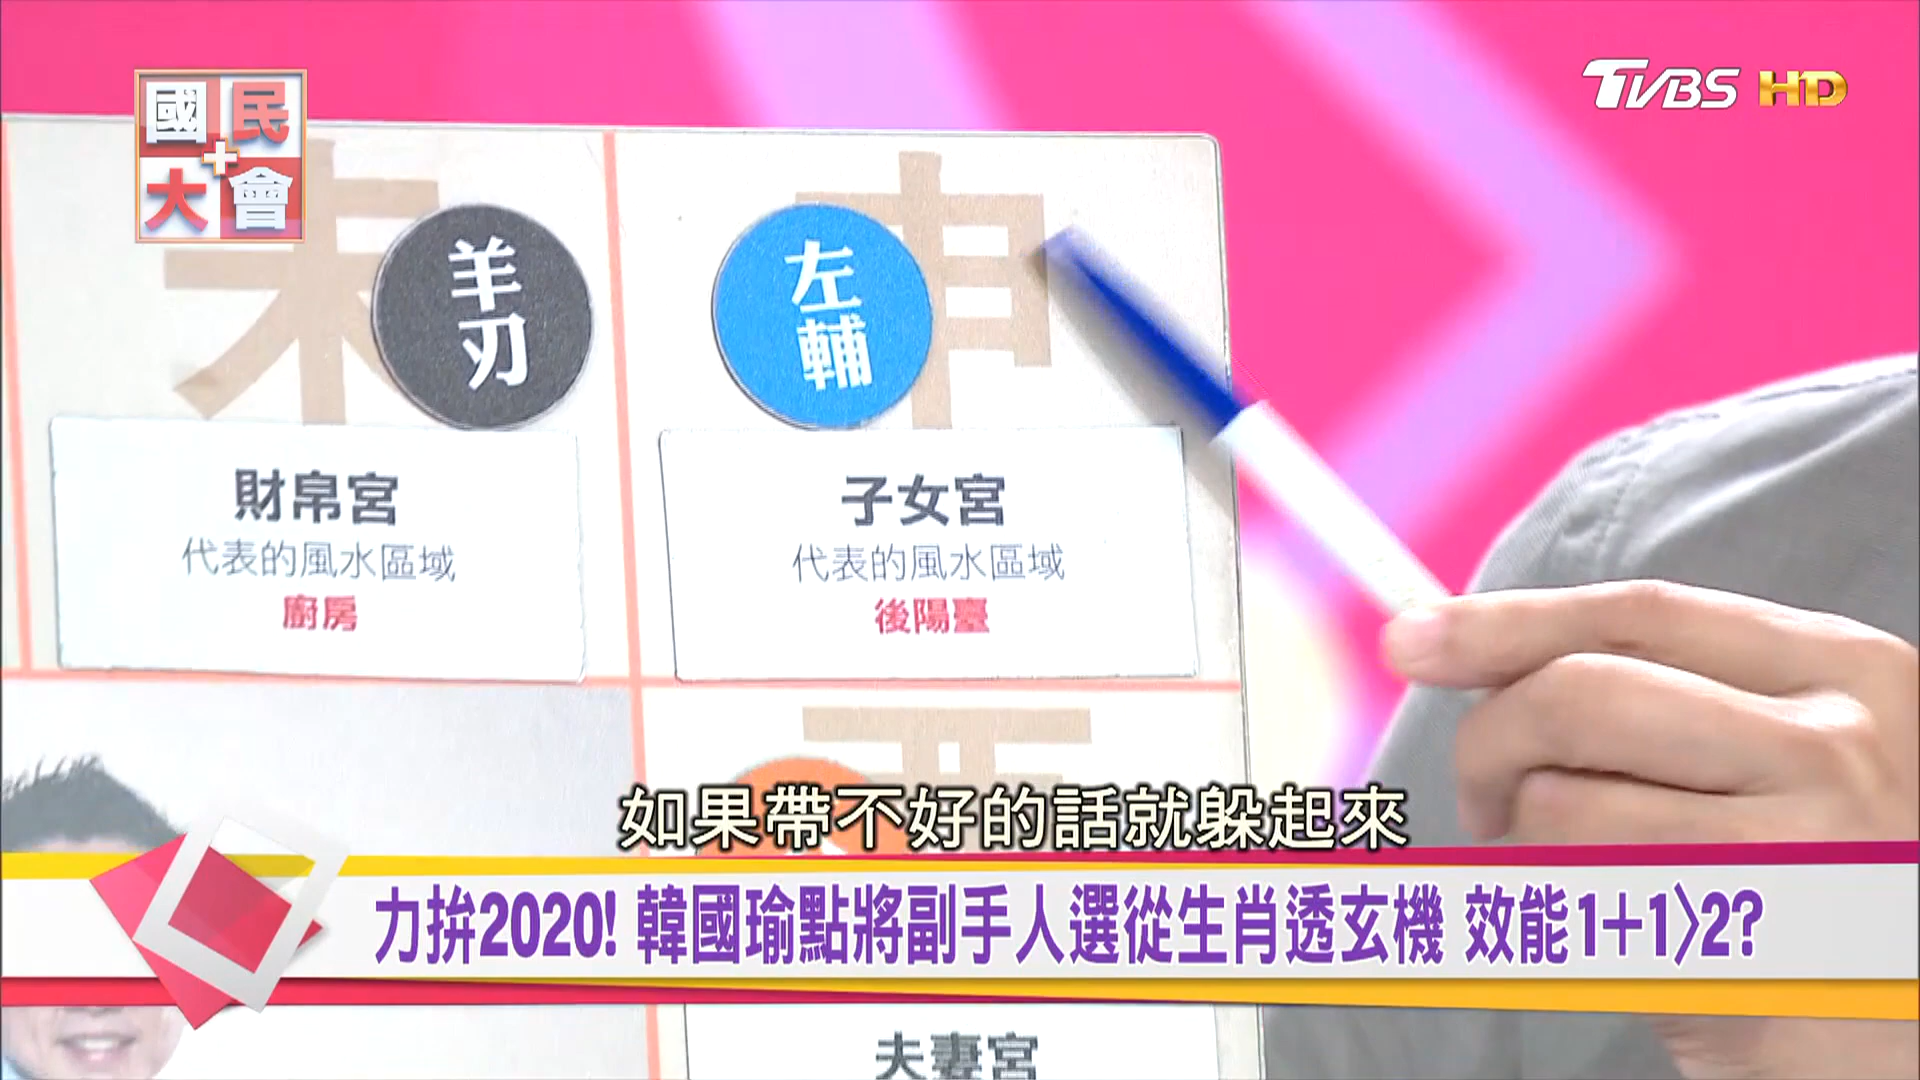 國民
大會
TVBS HD
未
羊刃
財帛宮
代表的風水區域
廚房
申
左輔
子女宮
代表的風水區域
後陽臺
如果帶不好的話就躲起來
力拚2020! 韓國瑜點將副手人選從生肖透玄機 效能1+1>2?
夫妻宮